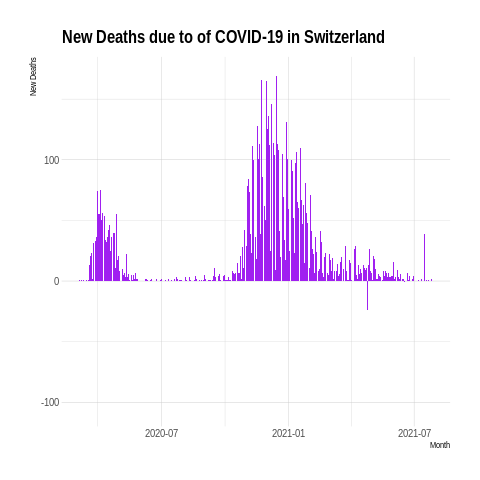 New Deaths due to of COVID-19 in Switzerland
New Deaths
100
0
-100
2020-07
2021-01
2021-07
Month